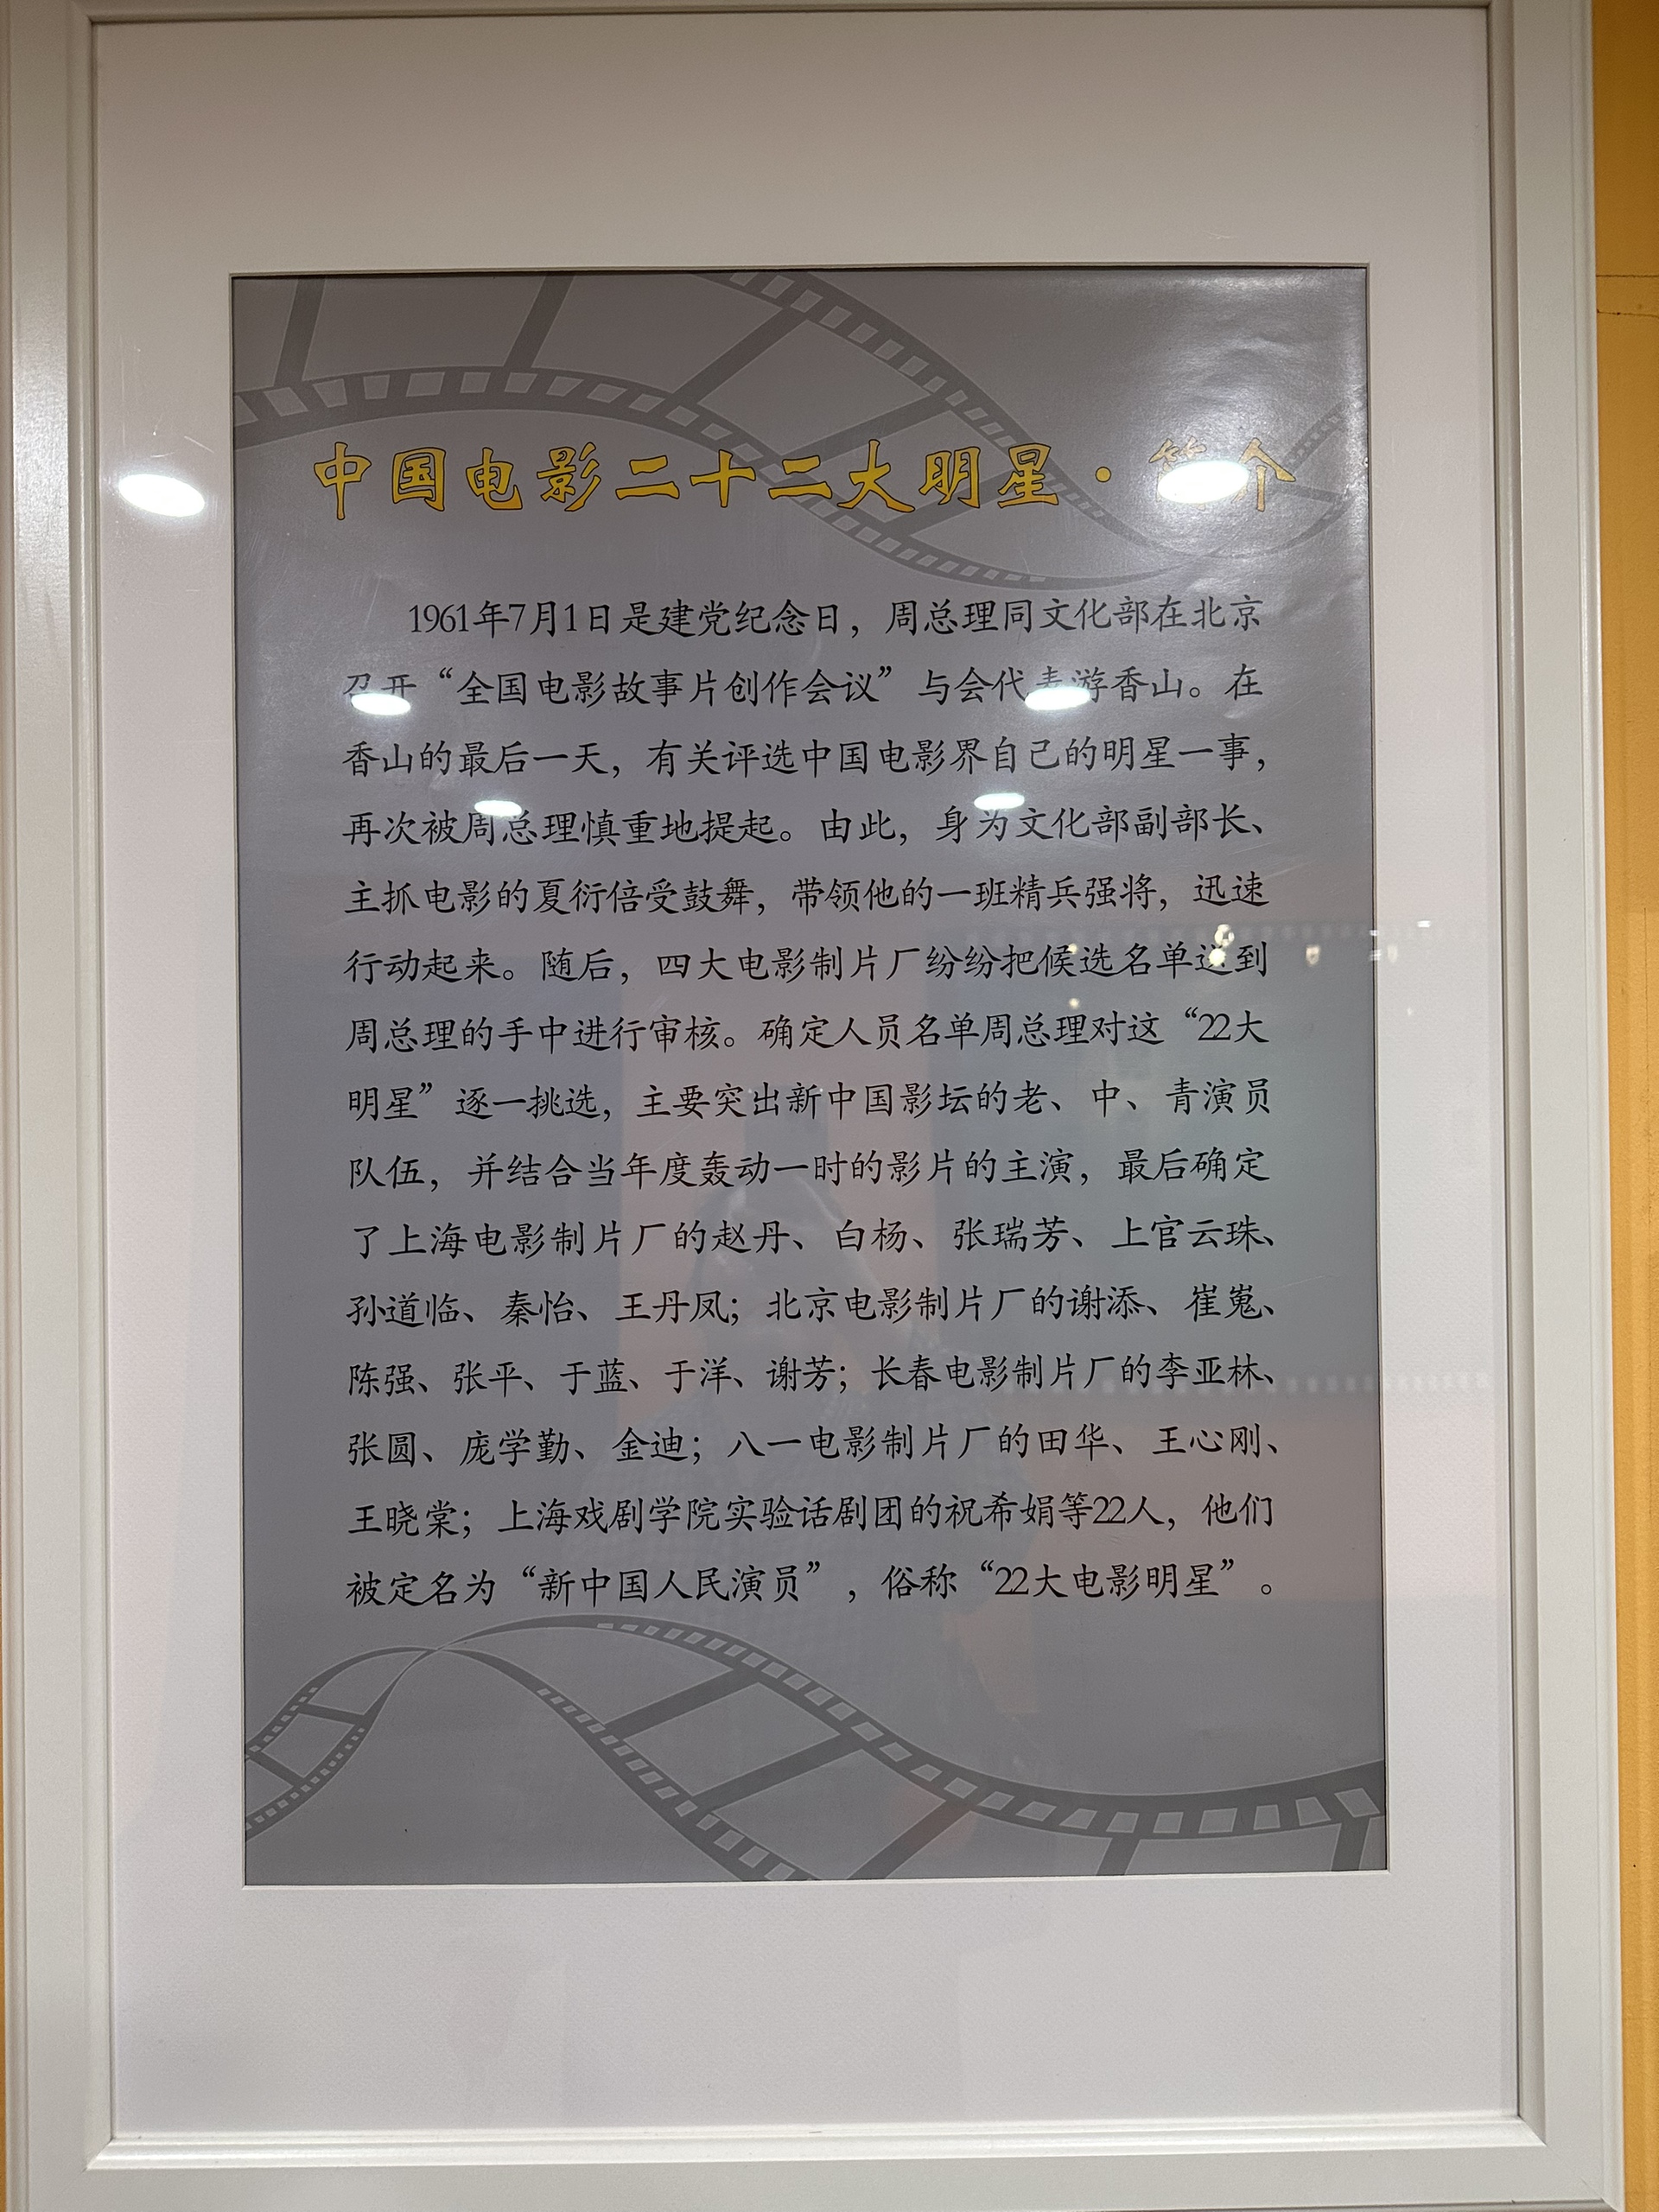 中国电影二十二大明星·简介
1961年7月1日是建党纪念日，周总理同文化部在北京
召开“全国电影故事片创作会议”与会代表游香山。在
香山的最后一天，有关评选中国电影界自己的明星一事，
再次被周总理慎重地提起。由此，身为文化部副部长、
主抓电影的夏衍倍受鼓舞，带领他的一班精兵强将，迅速
行动起来。随后，四大电影制片厂纷纷把候选名单送到
周总理的手中进行审核。确定人员名单周总理对这“22大
明星”逐一挑选，主要突出新中国影坛的老、中、青演员
队伍，并结合当年度轰动一时的影片的主演，最后确定
了上海电影制片厂的赵丹、白杨、张瑞芳、上官云珠、
孙道临、秦怡、王丹凤；北京电影制片厂的谢添、崔嵬、
陈强、张平、于蓝、于洋、谢芳；长春电影制片厂的李亚林、
张圆、庞学勤、金迪；八一电影制片厂的田华、王心刚、
王晓棠；上海戏剧学院实验话剧团的祝希娟等22人，他们
被定名为“新中国人民演员”，俗称“22大电影明星”。